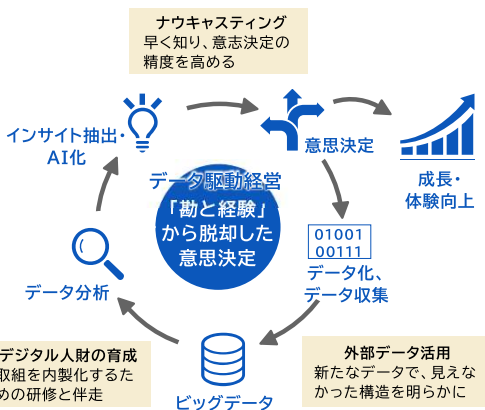 ナウキャスティング
早く知り、意志決定の
精度を高める
インサイト抽出・
AI化
意思決定
成長・
体験向上
データ駆動経営
「勘と経験」
から脱却した
意思決定
01001
00111
データ化、
データ収集
データ分析
ビッグデータ
デジタル人財の育成
取組を内製化するた
めの研修と伴走
外部データ活用
新たなデータで、見えな
かった構造を明らかに